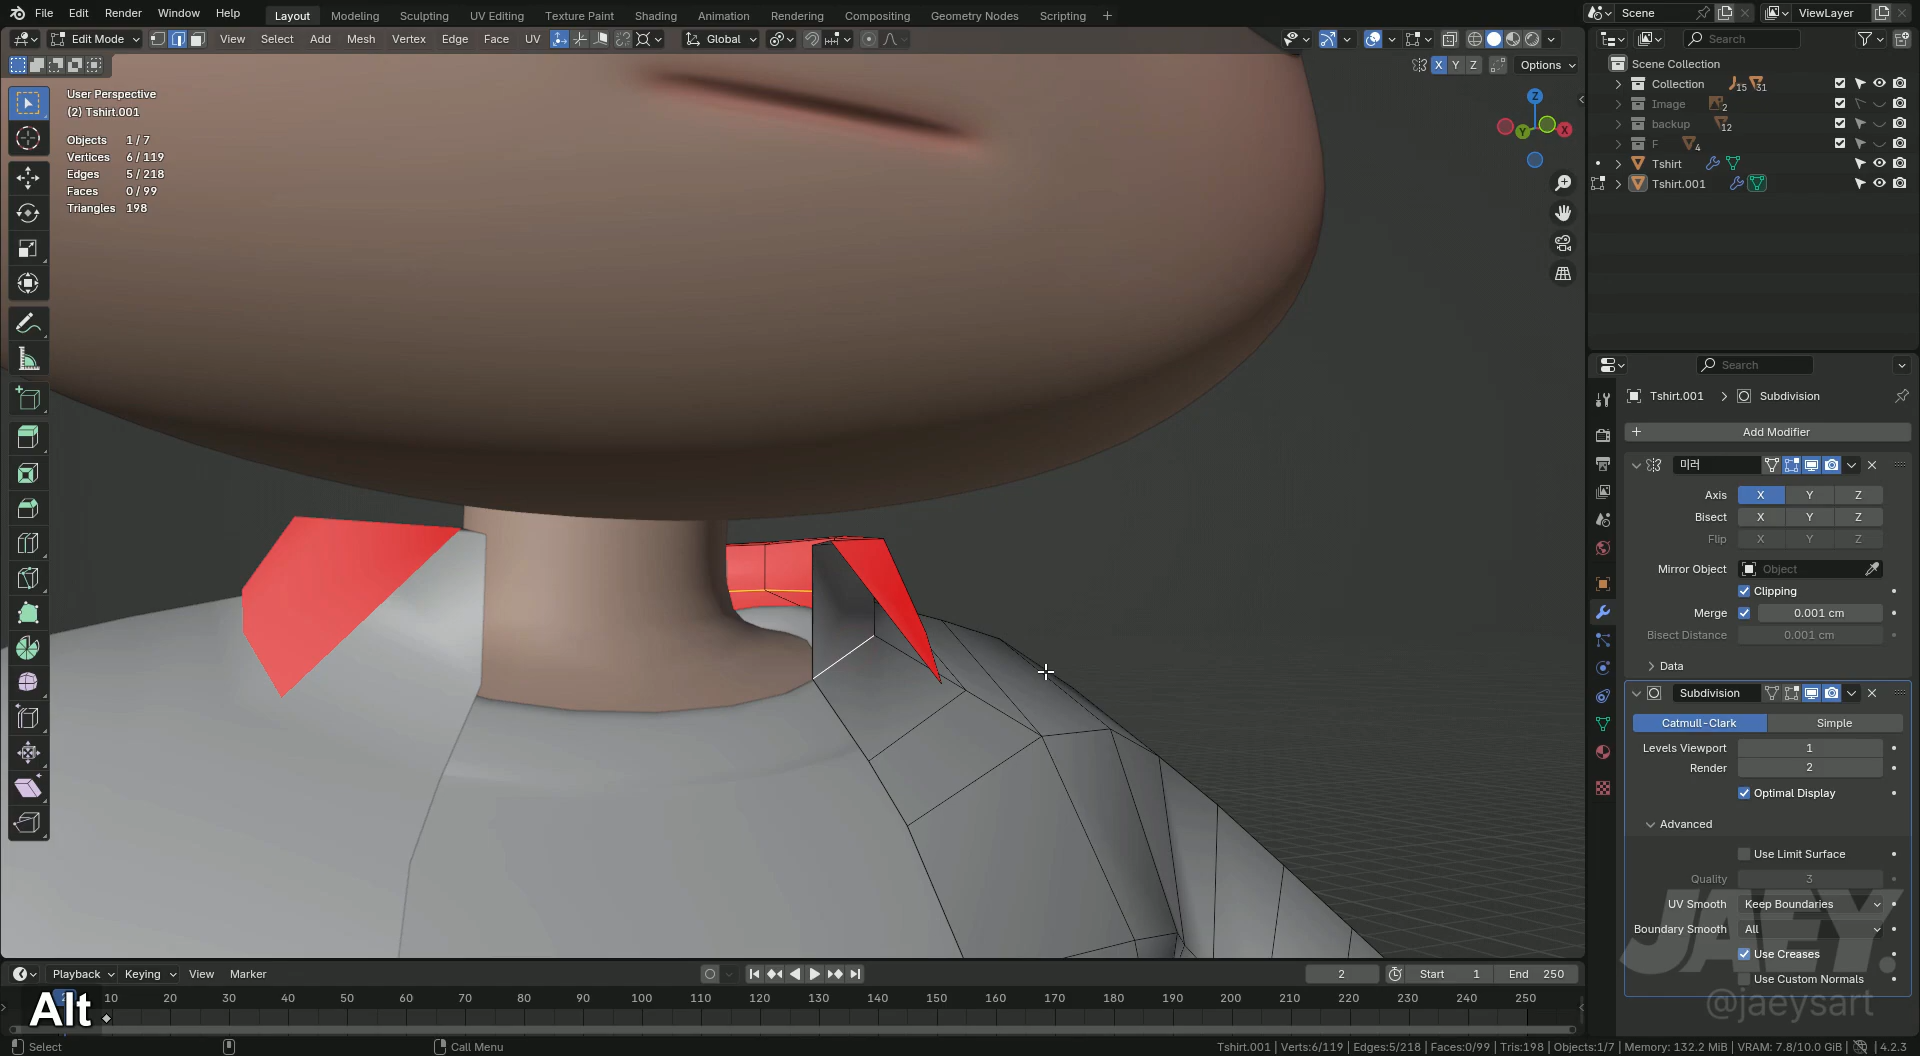 File Edit Render Window Help Layout Modeling Sculpting UV Editing Texture Paint Shading Animation Rendering Compositing Geometry Nodes Scripting + Scene ViewLayer
Edit Mode View Select Add Mesh Vertex Edge Face UV Global Search
X Y Z Options
User Perspective
(2) Tshirt.001
Objects 1 / 7
Vertices 6 / 119
Edges 5 / 218
Faces 0 / 99
Triangles 198
Z
Y X
Scene Collection
Collection 15 31
Image 2
backup 12
F 4
Tshirt
Tshirt.001
Search
Tshirt.001 > Subdivision
+ Add Modifier
미러
Axis X Y Z
Bisect X Y Z
Flip X Y Z
Mirror Object Object
Clipping
Merge 0.001 cm
Bisect Distance 0.001 cm
Data
Subdivision
Catmull-Clark Simple
Levels Viewport 1
Render 2
Optimal Display
Advanced
Use Limit Surface
Quality 3
UV Smooth Keep Boundaries
Boundary Smooth All
Use Creases
Use Custom Normals
JAEY.
@jaeysart
Playback Keying View Marker 2 Start 1 End 250
10 20 30 40 50 60 70 80 90 100 110 120 130 140 150 160 170 180 190 200 210 220 230 240 250
Alt
Select Call Menu Tshirt.001 | Verts:6/119 | Edges:5/218 | Faces:0/99 | Tris:198 | Objects:1/7 | Memory: 132.2 MiB | VRAM: 7.8/10.0 GiB | 4.2.3